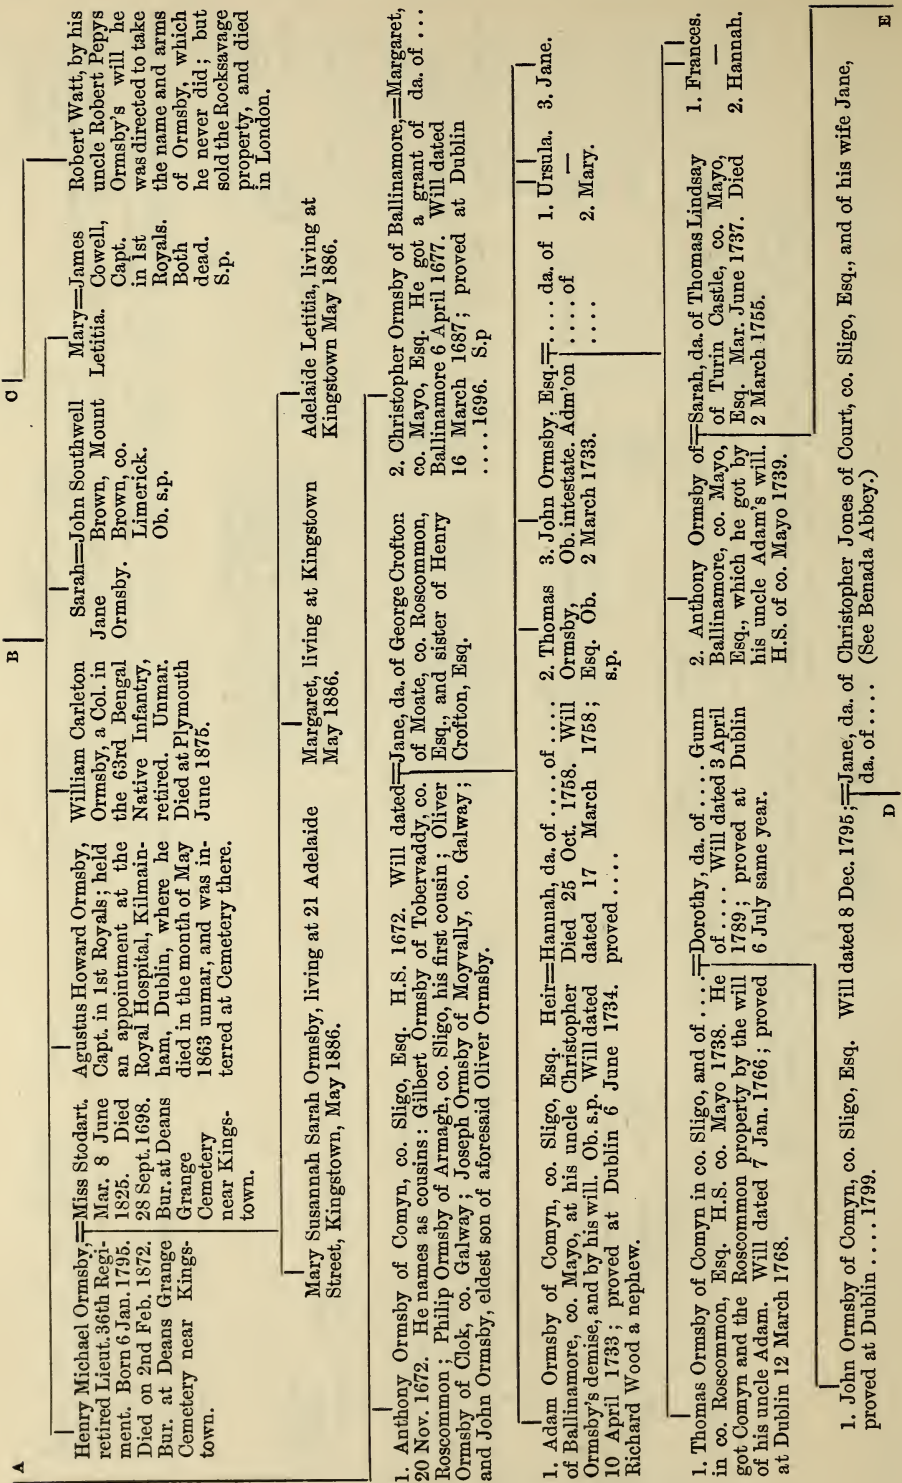 A
B
C
Henry Michael Ormsby,=Miss Stodart.
retired Lieut. 36th Regi- Mar. 8 June
ment. Born 6 Jan. 1795. 1825. Died
Died on 2nd Feb. 1872. 28 Sept. 1698.
Bur. at Deans Grange Bur. at Deans
Cemetery near Kings- Grange
town. Cemetery
near Kings-
town.
Agustus Howard Ormsby,
Capt. in 1st Royals; held
an appointment at the
Royal Hospital, Kilmain-
ham, Dublin, where he
died in the month of May
1863 unmar, and was in-
terred at Cemetery there.
William Carleton
Ormsby, a Col. in
the 63rd Bengal
Native Infantry,
retired. Unmar.
Died at Plymouth
June 1875.
Sarah=John Southwell
Jane Brown, Mount
Ormsby. Brown, co.
Limerick.
Ob. s.p.
Mary=James
Letitia. Cowell,
Capt.
in 1st
Royals.
Both
dead.
S.p.
Robert Watt, by his
uncle Robert Pepys
Ormsby's will he
was directed to take
the name and arms
of Ormsby, which
he never did; but
sold the Rocksavage
property, and died
in London.
Mary Susannah Sarah Ormsby, living at 21 Adelaide
Street, Kingstown, May 1886.
Margaret, living at Kingstown
May 1886.
Adelaide Letitia, living at
Kingstown May 1886.
1. Anthony Ormsby of Comyn, co. Sligo, Esq. H.S. 1672. Will dated=Jane, da. of George Crofton
20 Nov. 1672. He names as cousins: Gilbert Ormsby of Tobervaddy, co. of Moate, co. Roscommon,
Roscommon; Philip Ormsby of Armagh, co. Sligo, his first cousin; Oliver Esq., and sister of Henry
Ormsby of Clok, co. Galway; Joseph Ormsby of Moyvally, co. Galway; Crofton, Esq.
and John Ormsby, eldest son of aforesaid Oliver Ormsby.
2. Christopher Ormsby of Ballinamore,=Margaret,
co. Mayo, Esq. He got a grant of da. of ...
Ballinamore 6 April 1677. Will dated
16 March 1687; proved at Dublin
.... 1696. S.p
1. Adam Ormsby of Comyn, co. Sligo, Esq. Heir=Hannah, da. of .... of ....
of Ballinamore, co. Mayo, at his uncle Christopher Died 25 Oct. 1758. Will
Ormsby's demise, and by his will. Ob. s.p. Will dated dated 17 March 1758;
10 April 1733; proved at Dublin 6 June 1734. proved ....
Richard Wood a nephew.
2. Thomas
Ormsby,
Esq. Ob.
s.p.
3. John Ormsby, Esq.=.... da. of
Ob. intestate. Adm'on .... of
2 March 1733. ....
1. Ursula. 3. Jane.
—
2. Mary.
1. Thomas Ormsby of Comyn in co. Sligo, and of ....=Dorothy, da. of .... Gunn
in co. Roscommon, Esq. H.S. co. Mayo 1738. He of .... Will dated 3 April
got Comyn and the Roscommon property by the will 1789; proved at Dublin
of his uncle Adam. Will dated 7 Jan. 1766; proved 6 July same year.
at Dublin 12 March 1768.
2. Anthony Ormsby of=Sarah, da. of Thomas Lindsay
Ballinamore, co. Mayo, of Turin Castle, co. Mayo,
Esq., which he got by Esq. Mar. June 1737. Died
his uncle Adam's will. 2 March 1755.
H.S. of co. Mayo 1739.
1. Frances.
—
2. Hannah.
1. John Ormsby of Comyn, co. Sligo, Esq. Will dated 8 Dec. 1795;=Jane, da. of Christopher Jones of Court, co. Sligo, Esq., and of his wife Jane,
proved at Dublin .... 1799. da. of .... (See Benada Abbey.)
D
E